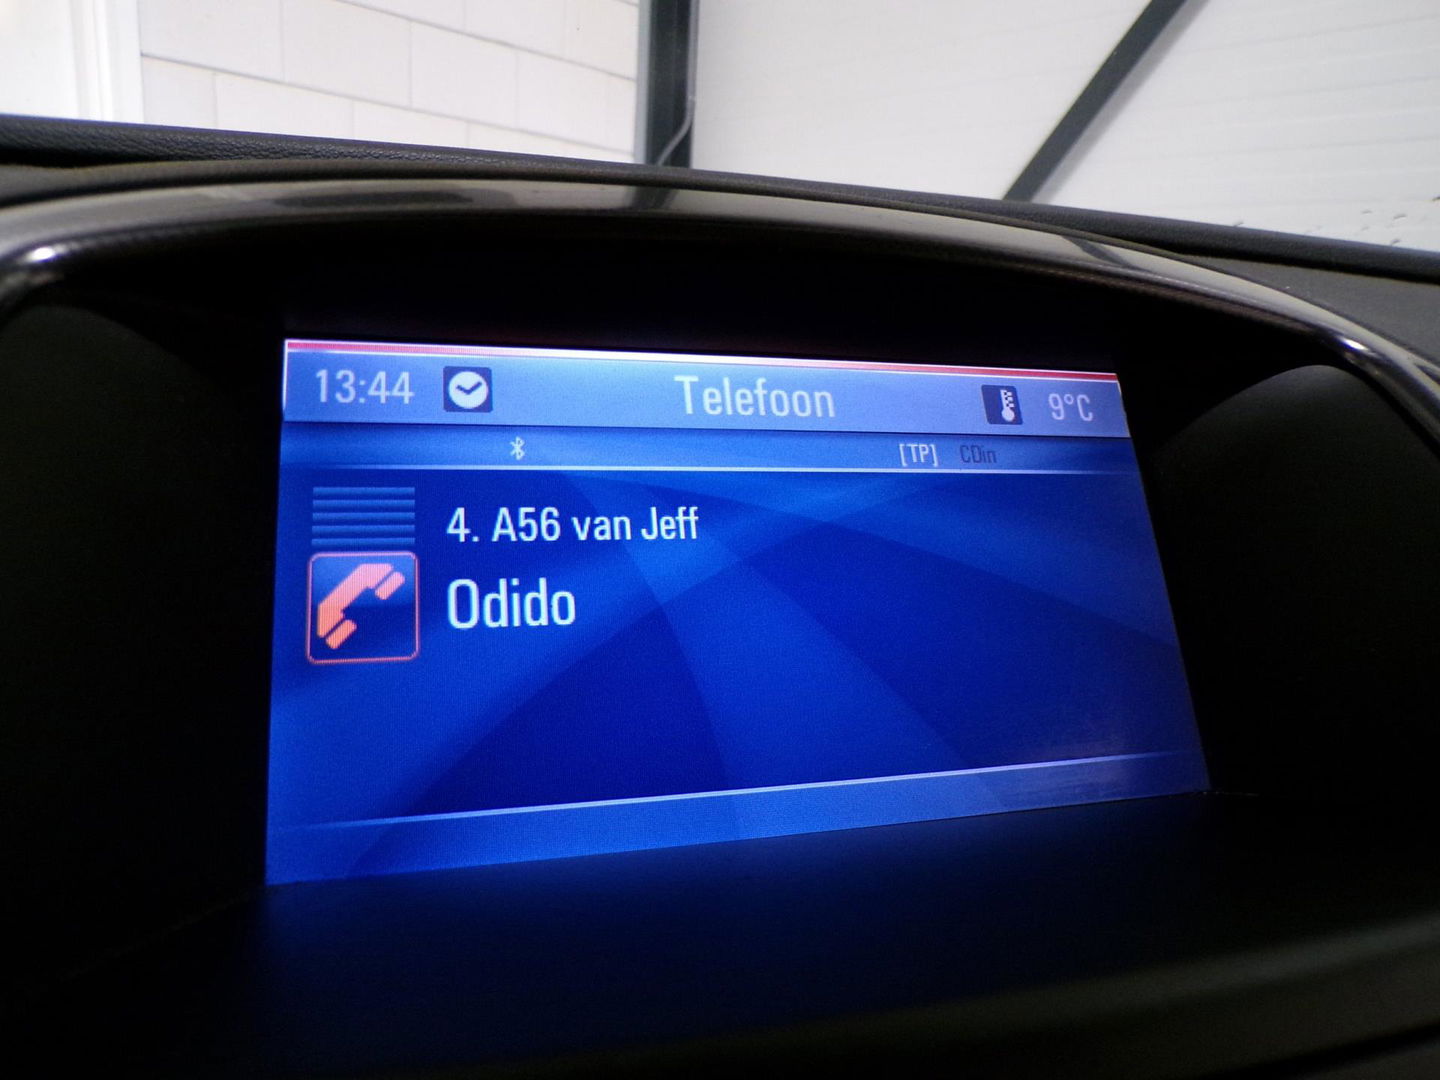 13:44 Telefoon 9°C
[TP] CDin
4. A56 van Jeff
Odido